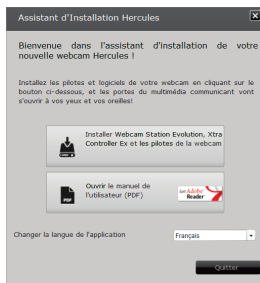 Assistant d'Installation Hercules
Bienvenue dans l'assistant d'installation de votre
nouvelle webcam Hercules !
Installez les pilotes et logiciels de votre webcam en cliquant sur le
bouton ci-dessous, et les portes du multimédia communicant vont
s'ouvrir à vos yeux et vos oreilles!
Installer Webcam Station Evolution, Xtra
Controller Ex et les pilotes de la webcam
PDF
Ouvrir le manuel de
l'utilisateur (PDF)
Get Adobe
Reader
Changer la langue de l'application
Français
Quitter